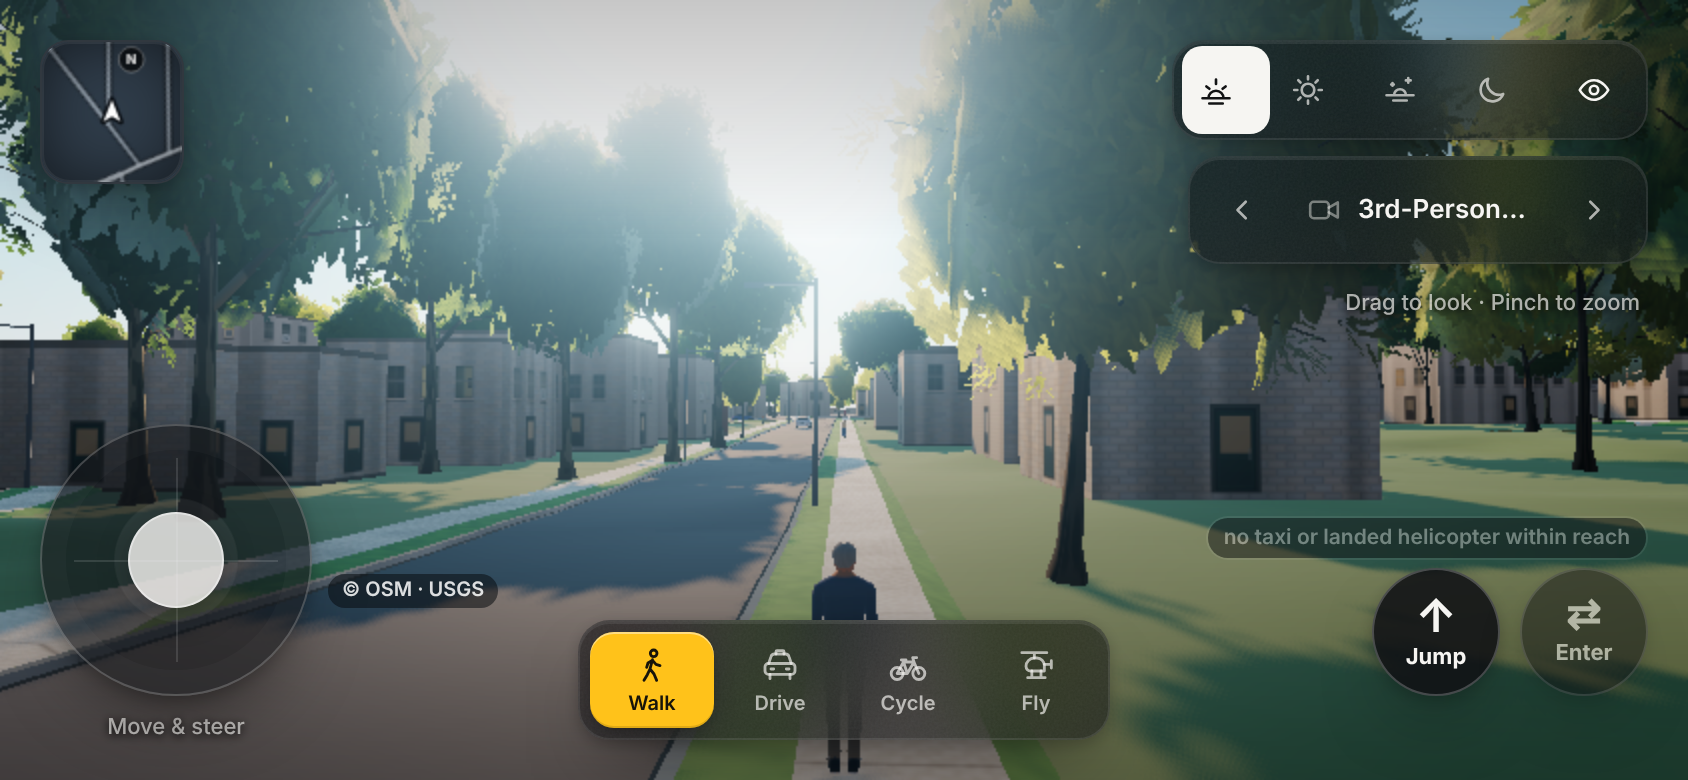 N
3rd-Person...
Drag to look · Pinch to zoom
no taxi or landed helicopter within reach
© OSM · USGS
Jump
Enter
Walk
Drive
Cycle
Fly
Move & steer